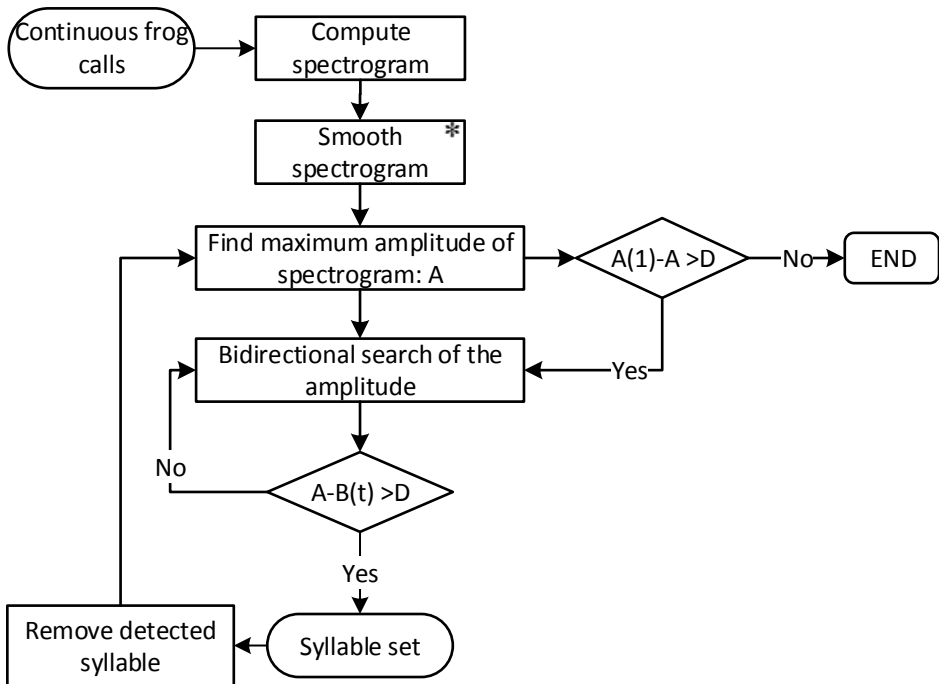 Continuous frog
calls
Compute
spectrogram
Smooth *
spectrogram
Find maximum amplitude of
spectrogram: A
A(1)-A >D
No
END
Bidirectional search of the
amplitude
Yes
No
A-B(t) >D
Yes
Remove detected
syllable
Syllable set